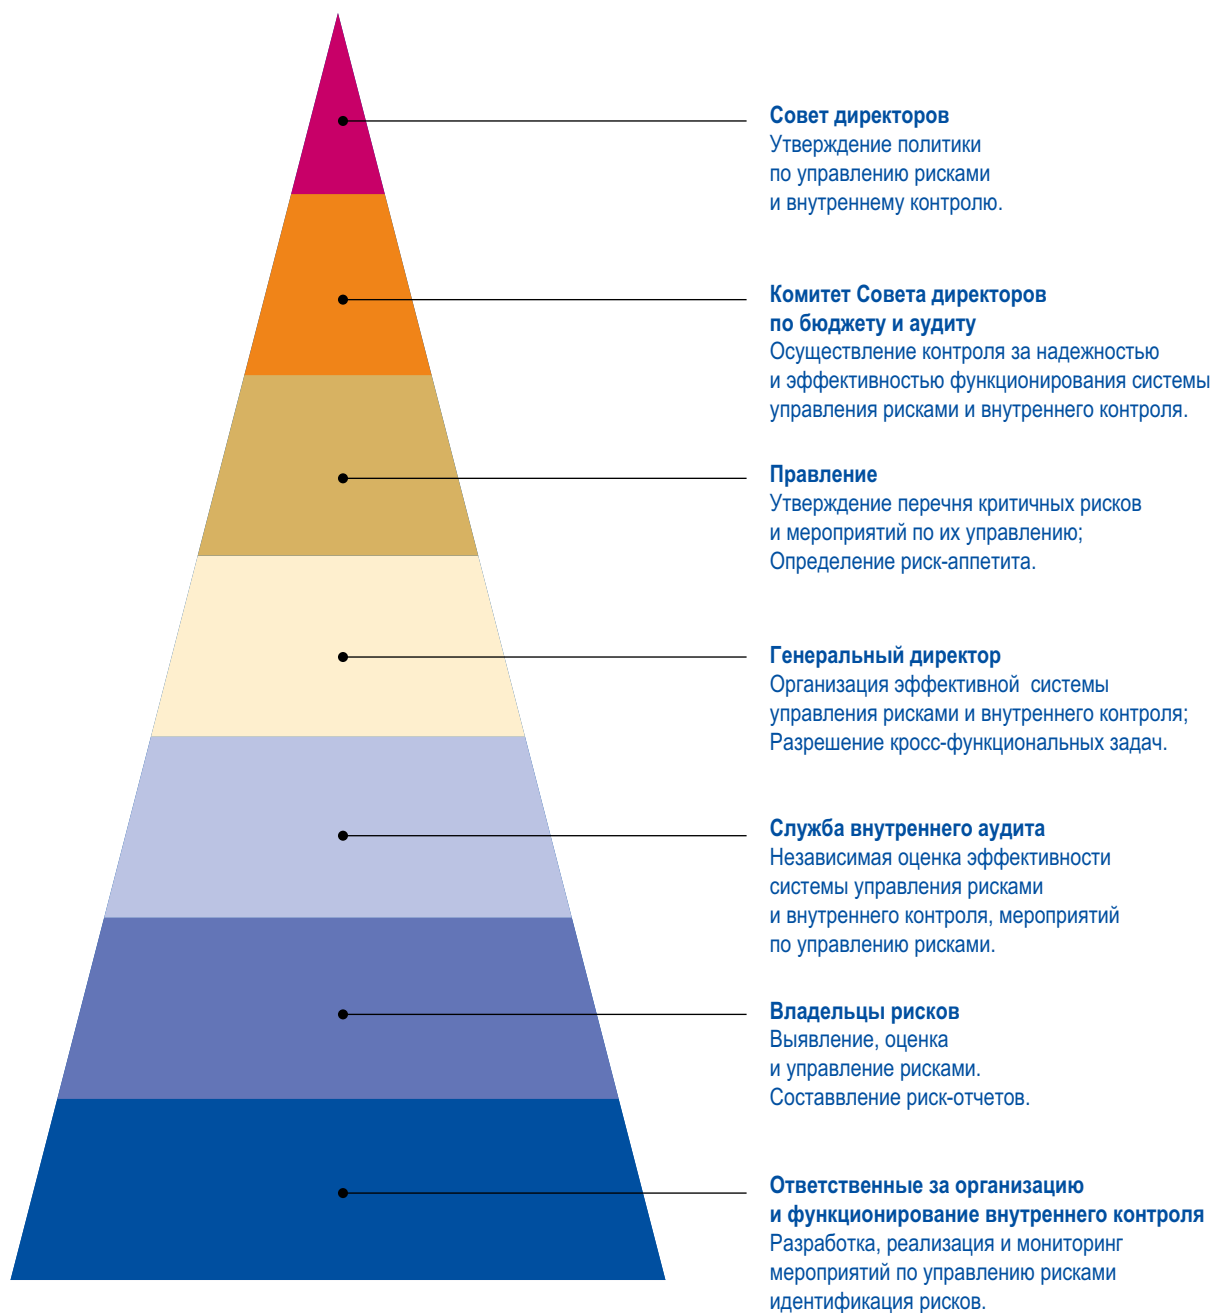 Совет директоров
Утверждение политики
по управлению рисками
и внутреннему контролю.
Комитет Совета директоров
по бюджету и аудиту
Осуществление контроля за надежностью
и эффективностью функционирования системы
управления рисками и внутреннего контроля.
Правление
Утверждение перечня критичных рисков
и мероприятий по их управлению;
Определение риск-аппетита.
Генеральный директор
Организация эффективной системы
управления рисками и внутреннего контроля;
Разрешение кросс-функциональных задач.
Служба внутреннего аудита
Независимая оценка эффективности
системы управления рисками
и внутреннего контроля, мероприятий
по управлению рисками.
Владельцы рисков
Выявление, оценка
и управление рисками.
Составвление риск-отчетов.
Ответственные за организацию
и функционирование внутреннего контроля
Разработка, реализация и мониторинг
мероприятий по управлению рисками
идентификация рисков.